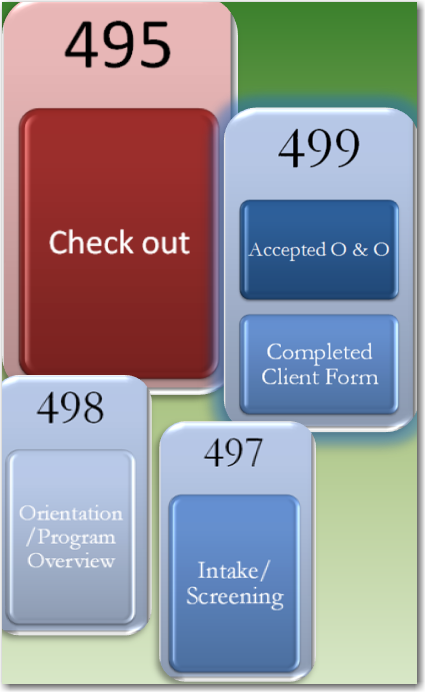 495
Check out
499
Accepted O & O
Completed
Client Form
498
Orientation
/Program
Overview
497
Intake/
Screening